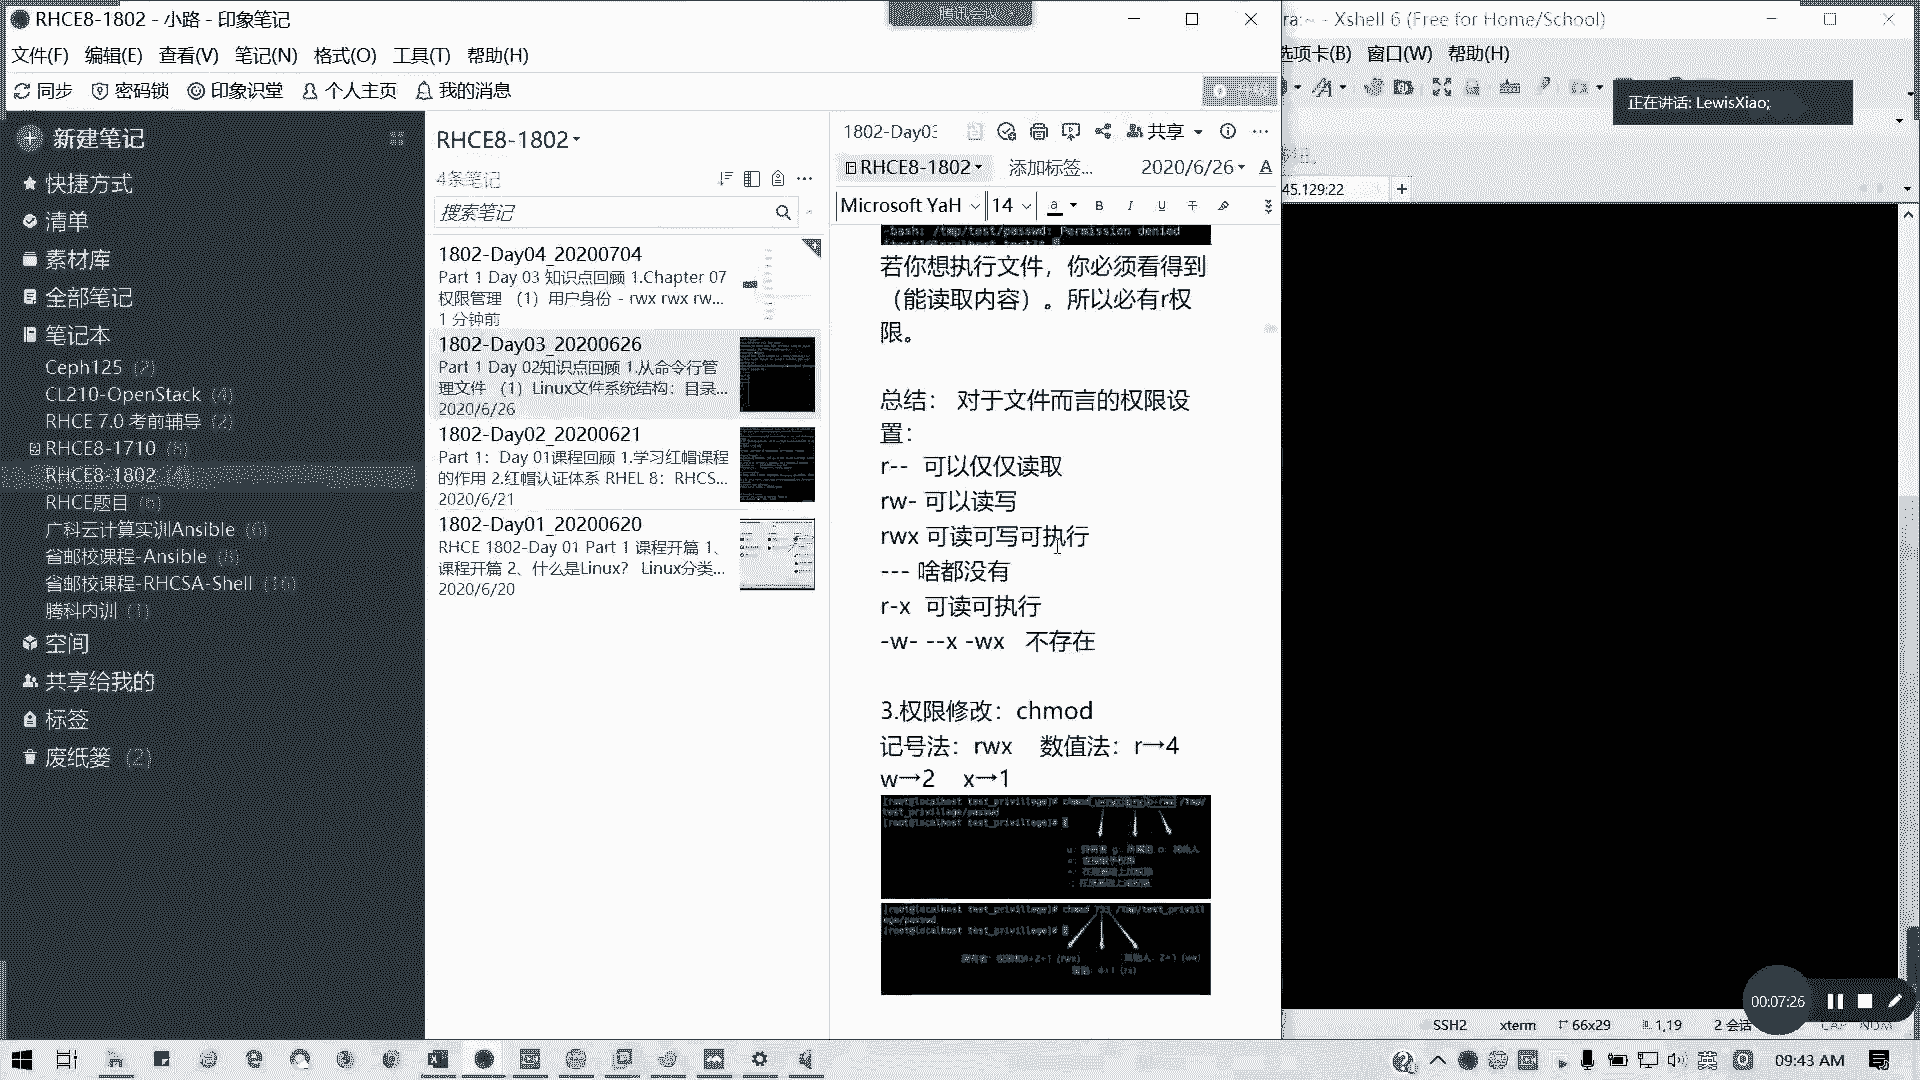 RHCE8-1802 - 小路 - 印象笔记
文件(F) 编辑(E) 查看(V) 笔记(N) 格式(O) 工具(T) 帮助(H)
同步 密码锁 印象识堂 个人主页 我的消息
新建笔记
快捷方式
清单
素材库
全部笔记
笔记本
Ceph125 (2)
CL210-OpenStack (4)
RHCE 7.0 考前辅导 (2)
RHCE8-1710 (8)
RHCE8-1802 (4)
RHCE题目 (6)
广科云计算实训Ansible (6)
省邮校课程-Ansible (8)
省邮校课程-RHCSA-Shell (16)
腾科内训 (1)
空间
共享给我的
标签
废纸篓 (2)
RHCE8-1802
4条笔记
搜索笔记
1802-Day04_20200704
Part 1 Day 03 知识点回顾 1.Chapter 07
权限管理 （1）用户身份 - rwx rwx rw...
1 分钟前
1802-Day03_20200626
Part 1 Day 02知识点回顾 1.从命令行管
理文件 （1）Linux文件系统结构：目录...
2020/6/26
1802-Day02_20200621
Part 1：Day 01课程回顾 1.学习红帽课程
的作用 2.红帽认证体系 RHEL 8：RHCS...
2020/6/21
1802-Day01_20200620
RHCE 1802-Day 01 Part 1 课程开篇 1、
课程开篇 2、什么是Linux？ Linux分类...
2020/6/20
腾讯会议
1802-Day03 共享
RHCE8-1802 添加标签... 2020/6/26
Microsoft YaH 14 a B I U T
-bash: /tmp/test/passwd: Permission denied
若你想执行文件，你必须看得到
（能读取内容）。所以必有r权
限。
总结： 对于文件而言的权限设
置：
r-- 可以仅仅读取
rw- 可以读写
rwx 可读可写可执行
--- 啥都没有
r-x 可读可执行
-w- --x -wx 不存在
3.权限修改：chmod
记号法：rwx 数值法：r→4
w→2 x→1
ra:~ - Xshell 6 (Free for Home/School)
选项卡(B) 窗口(W) 帮助(H)
正在讲话: LewisXiao;
45.129:22
00:07:26
SSH2 xterm 66x29 1,19 2 会话 CAP NUM
英 09:43 AM